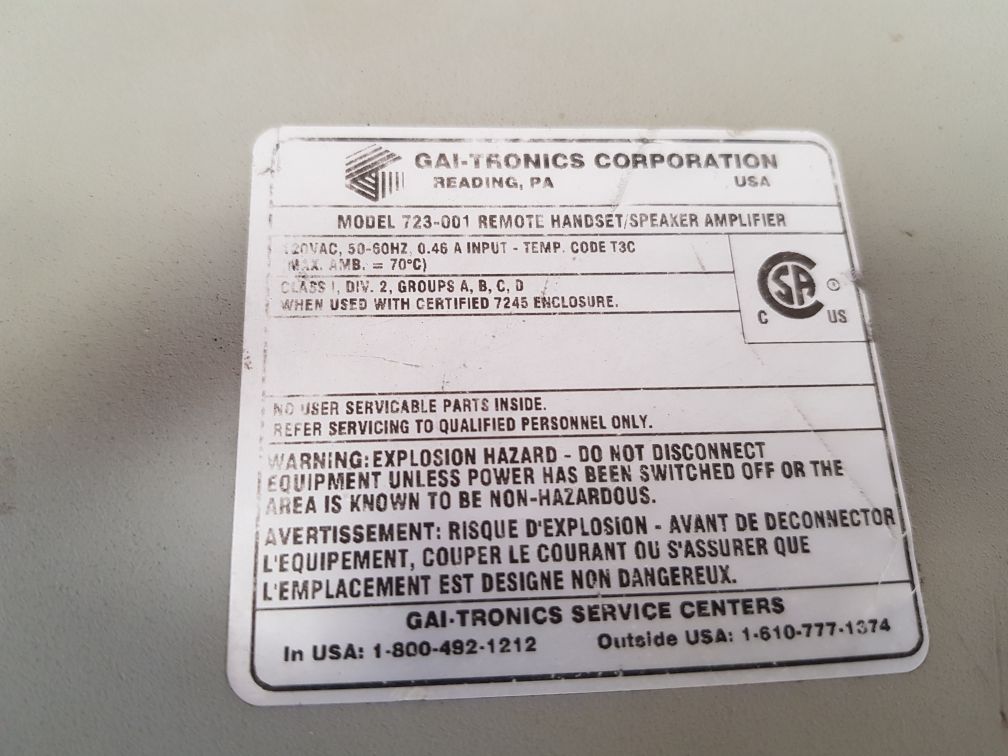 GAI-TRONICS CORPORATION
READING, PA USA
MODEL 723-001 REMOTE HANDSET/SPEAKER AMPLIFIER
120VAC, 50-60HZ, 0.46 A INPUT - TEMP. CODE T3C
(MAX. AMB. = 70°C)
CLASS I, DIV. 2, GROUPS A, B, C, D
WHEN USED WITH CERTIFIED 7245 ENCLOSURE.
CSA ®
C US
NO USER SERVICABLE PARTS INSIDE.
REFER SERVICING TO QUALIFIED PERSONNEL ONLY.
WARNING: EXPLOSION HAZARD - DO NOT DISCONNECT
EQUIPMENT UNLESS POWER HAS BEEN SWITCHED OFF OR THE
AREA IS KNOWN TO BE NON-HAZARDOUS.
AVERTISSEMENT: RISQUE D'EXPLOSION - AVANT DE DECONNECTOR
L'EQUIPEMENT, COUPER LE COURANT OU S'ASSURER QUE
L'EMPLACEMENT EST DESIGNE NON DANGEREUX.
GAI-TRONICS SERVICE CENTERS
In USA: 1-800-492-1212 Outside USA: 1-610-777-1374